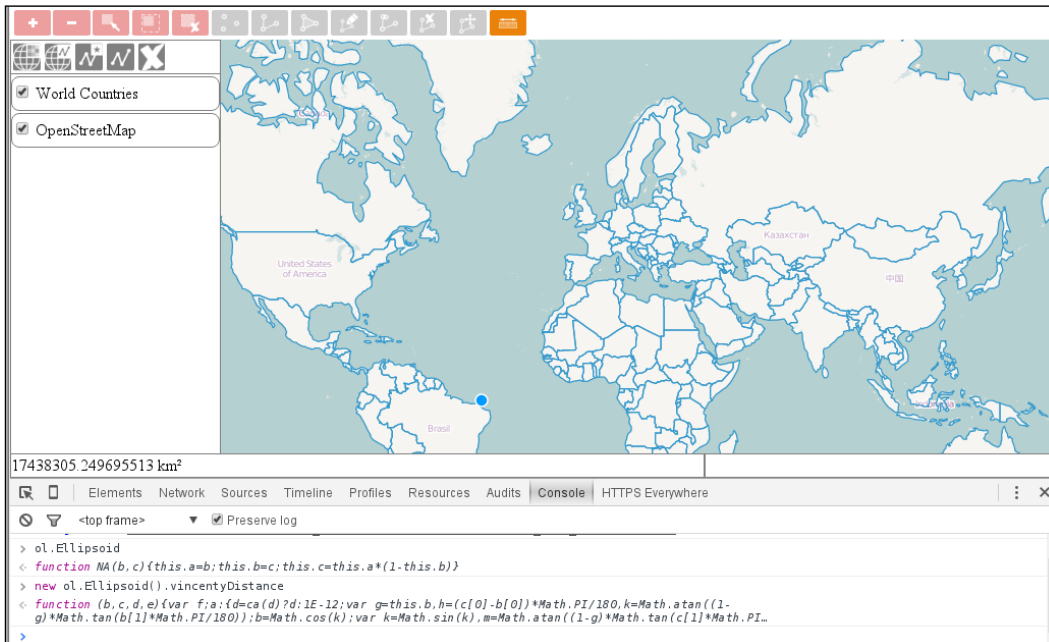 World Countries
OpenStreetMap
Canada
United States
of America
Brasil
Казахстан
中国
Indonesia
17438305.249695513 km²
Elements Network Sources Timeline Profiles Resources Audits Console HTTPS Everywhere
<top frame> ▼ Preserve log
> ol.Ellipsoid
< function NA(b,c){this.a=b;this.b=c;this.c=this.a*(1-this.b)}
> new ol.Ellipsoid().vincentyDistance
< function (b,c,d,e){var f;a:{d=ca(d)?d:1E-12;var g=this.b,h=(c[0]-b[0])*Math.PI/180,k=Math.atan((1-
g)*Math.tan(b[1]*Math.PI/180));b=Math.cos(k);var k=Math.sin(k),m=Math.atan((1-g)*Math.tan(c[1]*Math.PI…
>